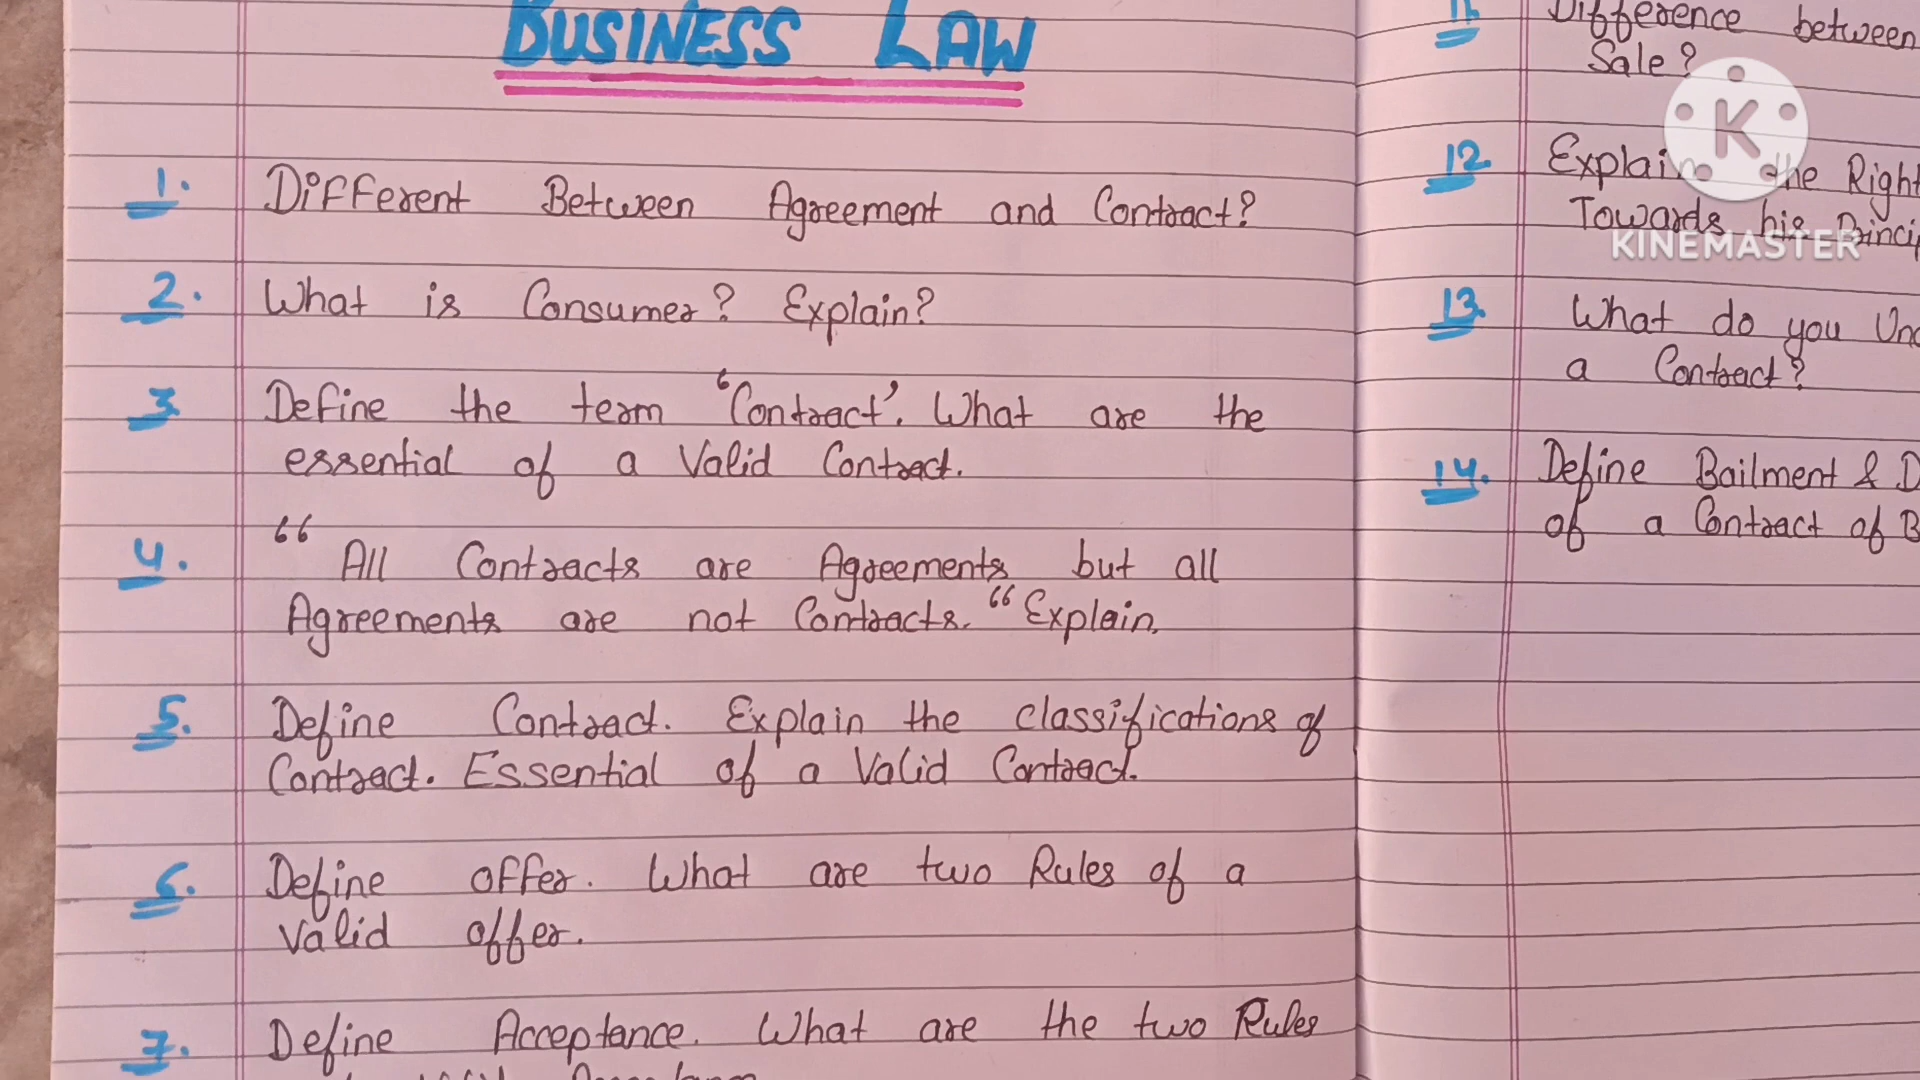 BUSINESS LAW
1. Different Between Agreement and Contract?
2. What is Consumer? Explain?
3. Define the term 'Contract'. What are the
essential of a Valid Contract.
4. “ All Contracts are Agreements but all
Agreements are not Contracts. “ Explain.
5. Define Contract. Explain the classifications of
Contract. Essential of a Valid Contract.
6. Define offer. What are two Rules of a
Valid offer.
7. Define Acceptance. What are the two Rules
11. Difference between
Sale?
12. Explain the Right
Towards his Princip
13. What do you Und
a Contract?
14. Define Bailment & D
of a Contract of B
K
KINEMASTER